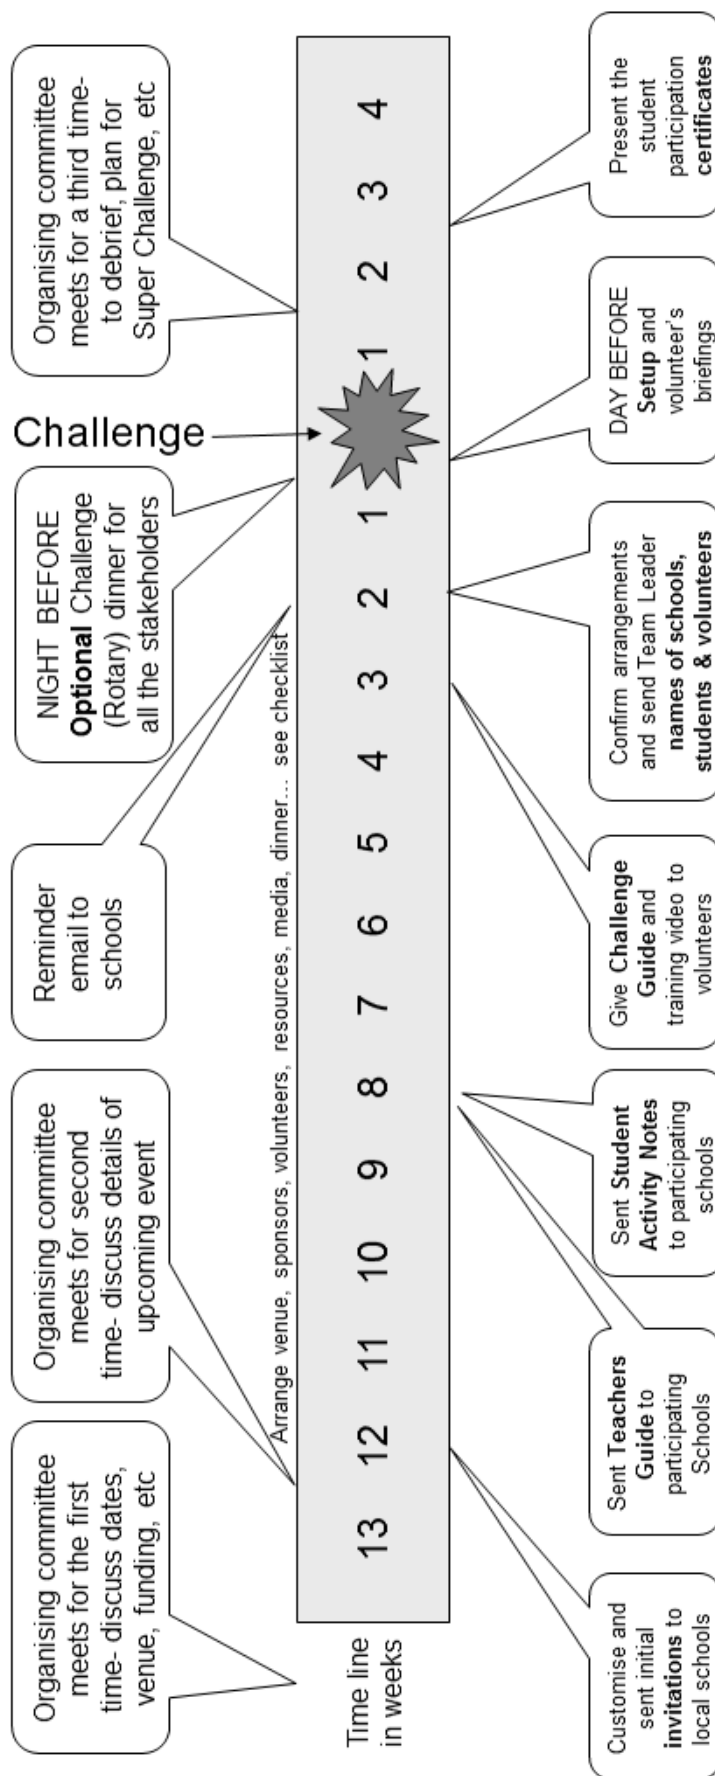 Organising committee
meets for the first
time- discuss dates,
venue, funding, etc
Organising committee
meets for second
time- discuss details of
upcoming event
Reminder
email to
schools
NIGHT BEFORE
Optional Challenge
(Rotary) dinner for
all the stakeholders
Challenge
Organising committee
meets for a third time-
to debrief, plan for
Super Challenge, etc
Arrange venue, sponsors, volunteers, resources, media, dinner... see checklist
Time line
in weeks
13 12 11 10 9 8 7 6 5 4 3 2 1 1 2 3 4
Customise and
sent initial
invitations to
local schools
Sent Teachers
Guide to
participating
Schools
Sent Student
Activity Notes
to participating
schools
Give Challenge
Guide and
training video to
volunteers
Confirm arrangements
and send Team Leader
names of schools,
students & volunteers
DAY BEFORE
Setup and
volunteer's
briefings
Present the
student
participation
certificates